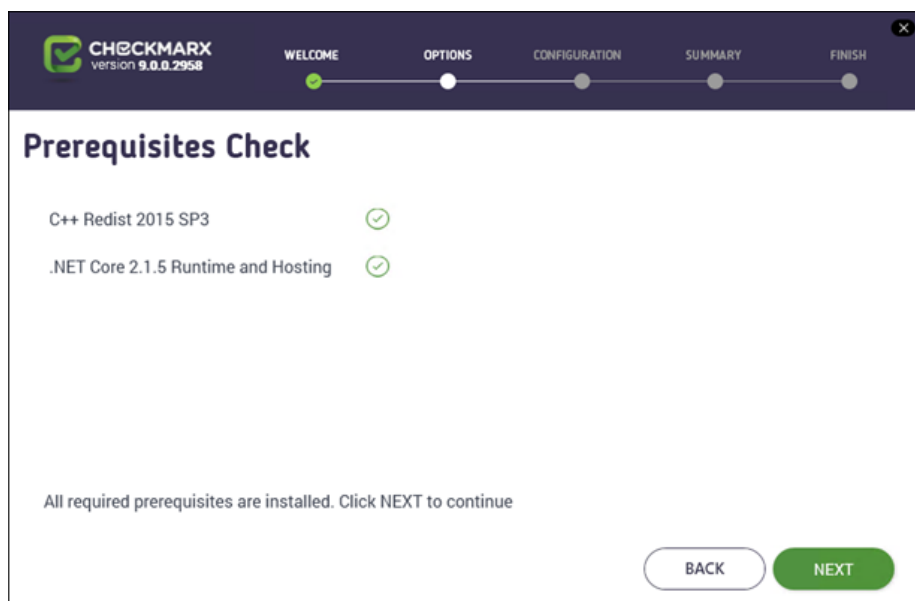 CHECKMARX
version 9.0.0.2958
WELCOME
OPTIONS
CONFIGURATION
SUMMARY
FINISH
Prerequisites Check
C++ Redist 2015 SP3
.NET Core 2.1.5 Runtime and Hosting
All required prerequisites are installed. Click NEXT to continue
BACK
NEXT